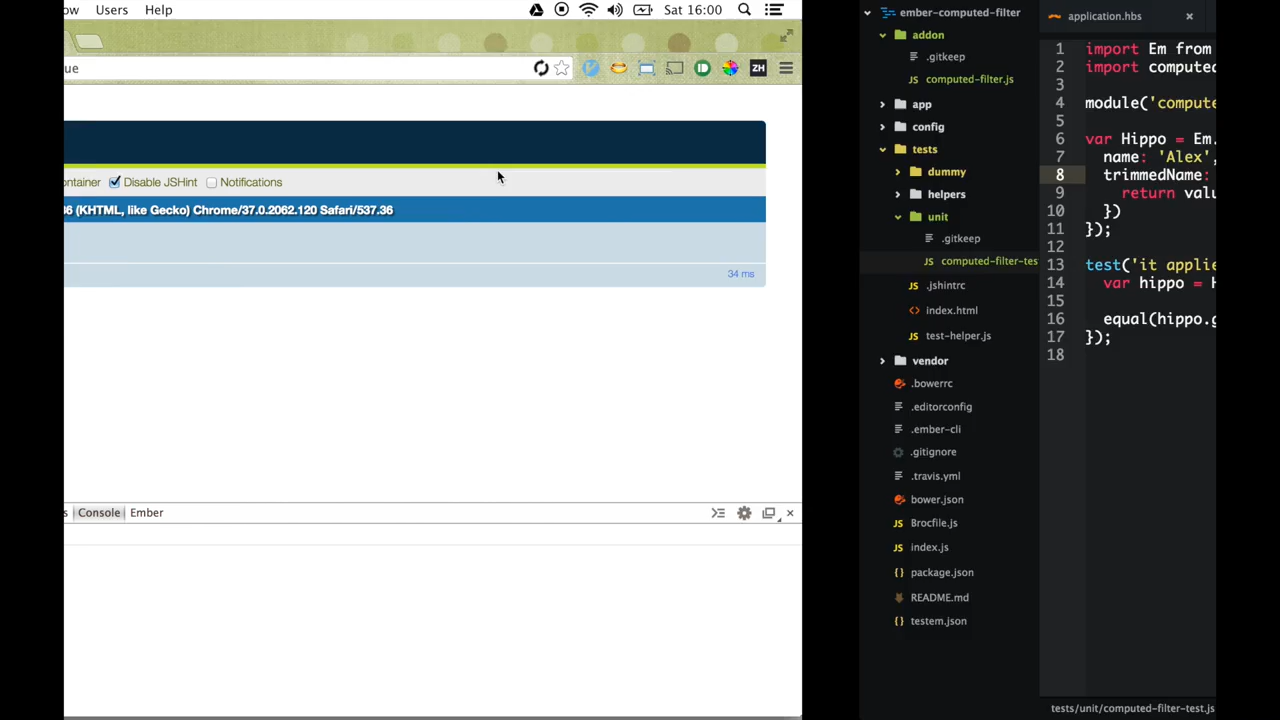 ow Users Help Sat 16:00
ue ZH
ontainer Disable JSHint Notifications
36 (KHTML, like Gecko) Chrome/37.0.2062.120 Safari/537.36
34 ms
s Console Ember
ember-computed-filter
addon
.gitkeep
computed-filter.js
app
config
tests
dummy
helpers
unit
.gitkeep
computed-filter-tes
.jshintrc
index.html
test-helper.js
vendor
.bowerrc
.editorconfig
.ember-cli
.gitignore
.travis.yml
bower.json
Brocfile.js
index.js
package.json
README.md
testem.json
application.hbs
1 import Em from
2 import compute
3
4 module('compute
5
6 var Hippo = Em.
7 name: 'Alex',
8 trimmedName:
9 return valu
10 })
11 });
12
13 test('it applie
14 var hippo = H
15
16 equal(hippo.g
17 });
18
tests/unit/computed-filter-test.js